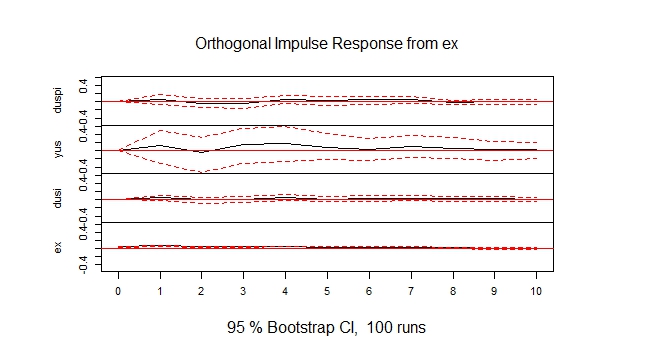 Orthogonal Impulse Response from ex
duspi
0.4
-0.4
yus
0.4
-0.4
dusi
0.4
-0.4
ex
0.4
-0.4
0 1 2 3 4 5 6 7 8 9 10
95 % Bootstrap CI, 100 runs